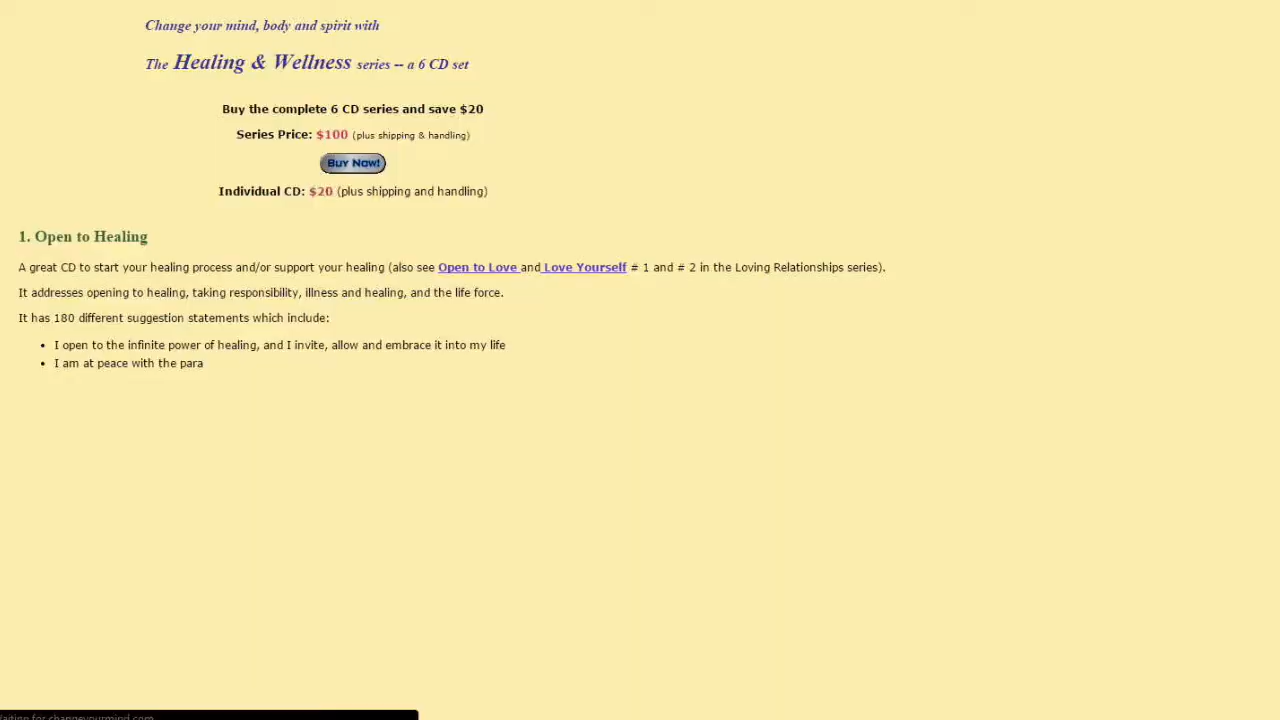 Change your mind, body and spirit with
The Healing & Wellness series -- a 6 CD set
Buy the complete 6 CD series and save $20
Series Price: $100 (plus shipping & handling)
Buy Now!
Individual CD: $20 (plus shipping and handling)
1. Open to Healing
A great CD to start your healing process and/or support your healing (also see Open to Love and Love Yourself # 1 and # 2 in the Loving Relationships series).
It addresses opening to healing, taking responsibility, illness and healing, and the life force.
It has 180 different suggestion statements which include:
• I open to the infinite power of healing, and I invite, allow and embrace it into my life
• I am at peace with the para
for changeyourmind.com